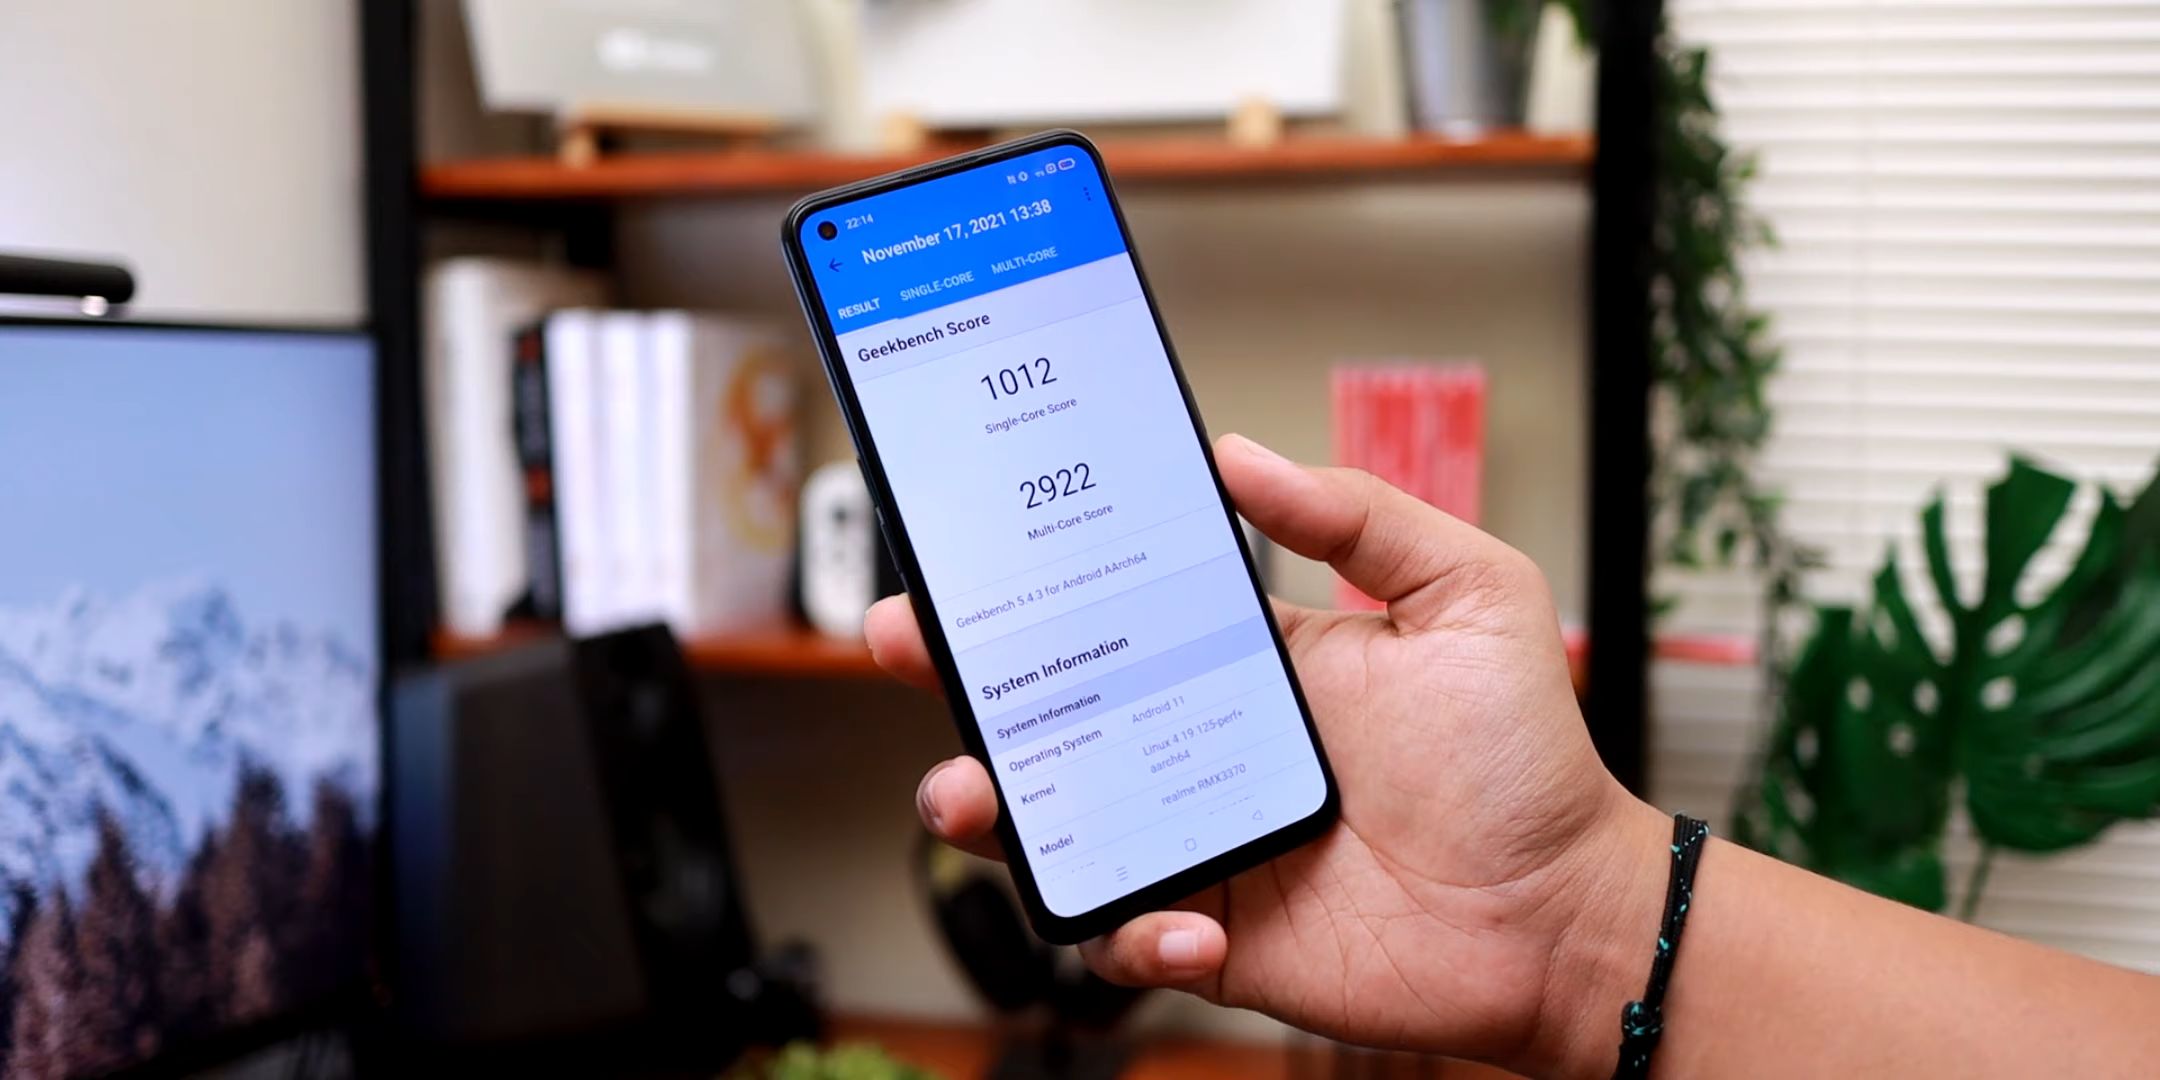 22:14
November 17, 2021 13:38
RESULT SINGLE-CORE MULTI-CORE
Geekbench Score
1012
Single-Core Score
2922
Multi-Core Score
Geekbench 5.4.3 for Android AArch64
System Information
System Information
Operating System Android 11
Kernel Linux 4.19.125-perf+
aarch64
Model realme RMX3370